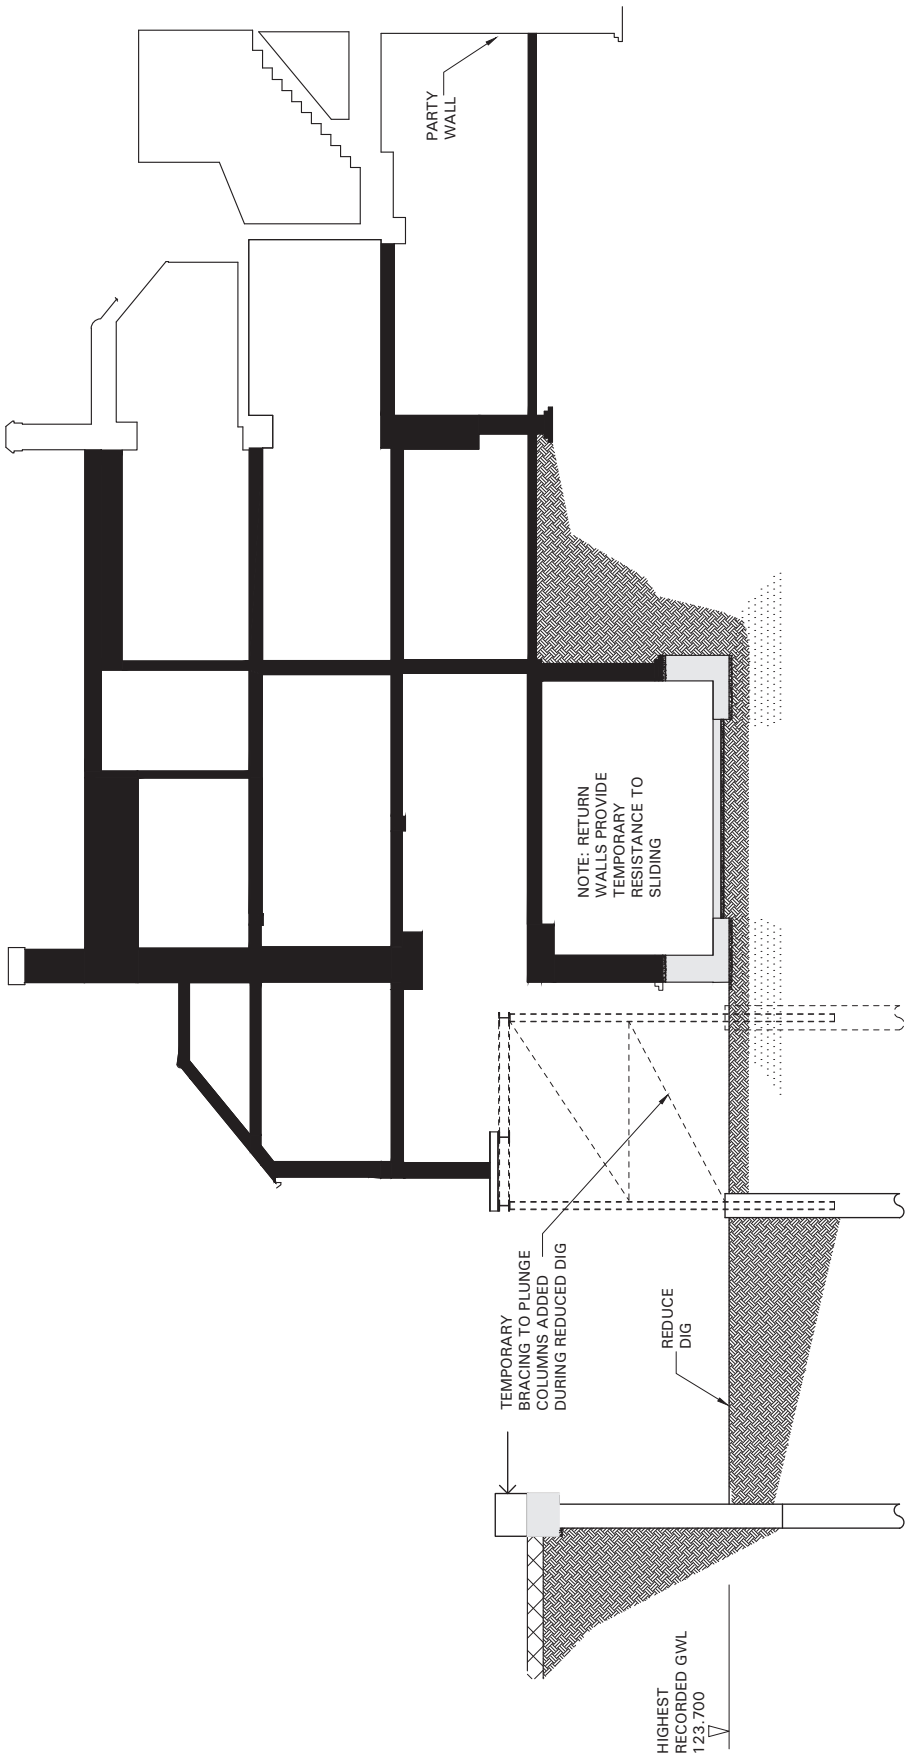 PARTY
WALL
NOTE: RETURN
WALLS PROVIDE
TEMPORARY
RESISTANCE TO
SLIDING
TEMPORARY
BRACING TO PLUNGE
COLUMNS ADDED
DURING REDUCED DIG
REDUCE
DIG
HIGHEST
RECORDED GWL
123.700